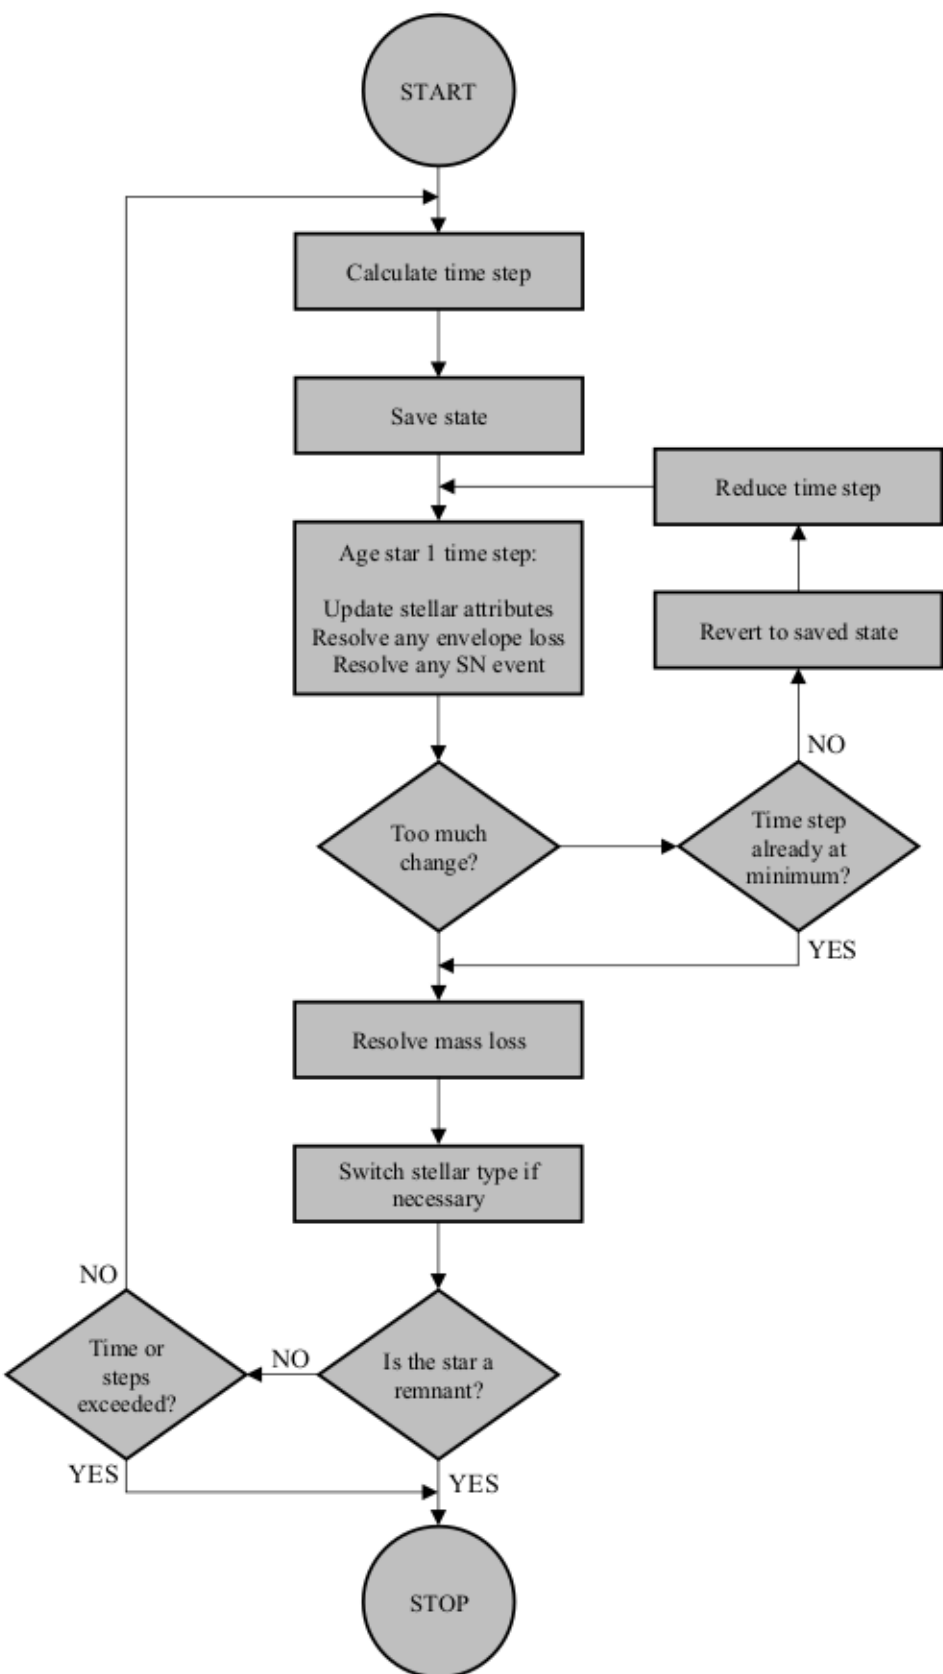 START
Calculate time step
Save state
Reduce time step
Age star 1 time step:
Update stellar attributes
Resolve any envelope loss
Resolve any SN event
Revert to saved state
NO
Too much
change?
Time step
already at
minimum?
YES
Resolve mass loss
Switch stellar type if
necessary
NO
Time or
steps
exceeded?
NO
Is the star a
remnant?
YES
YES
STOP